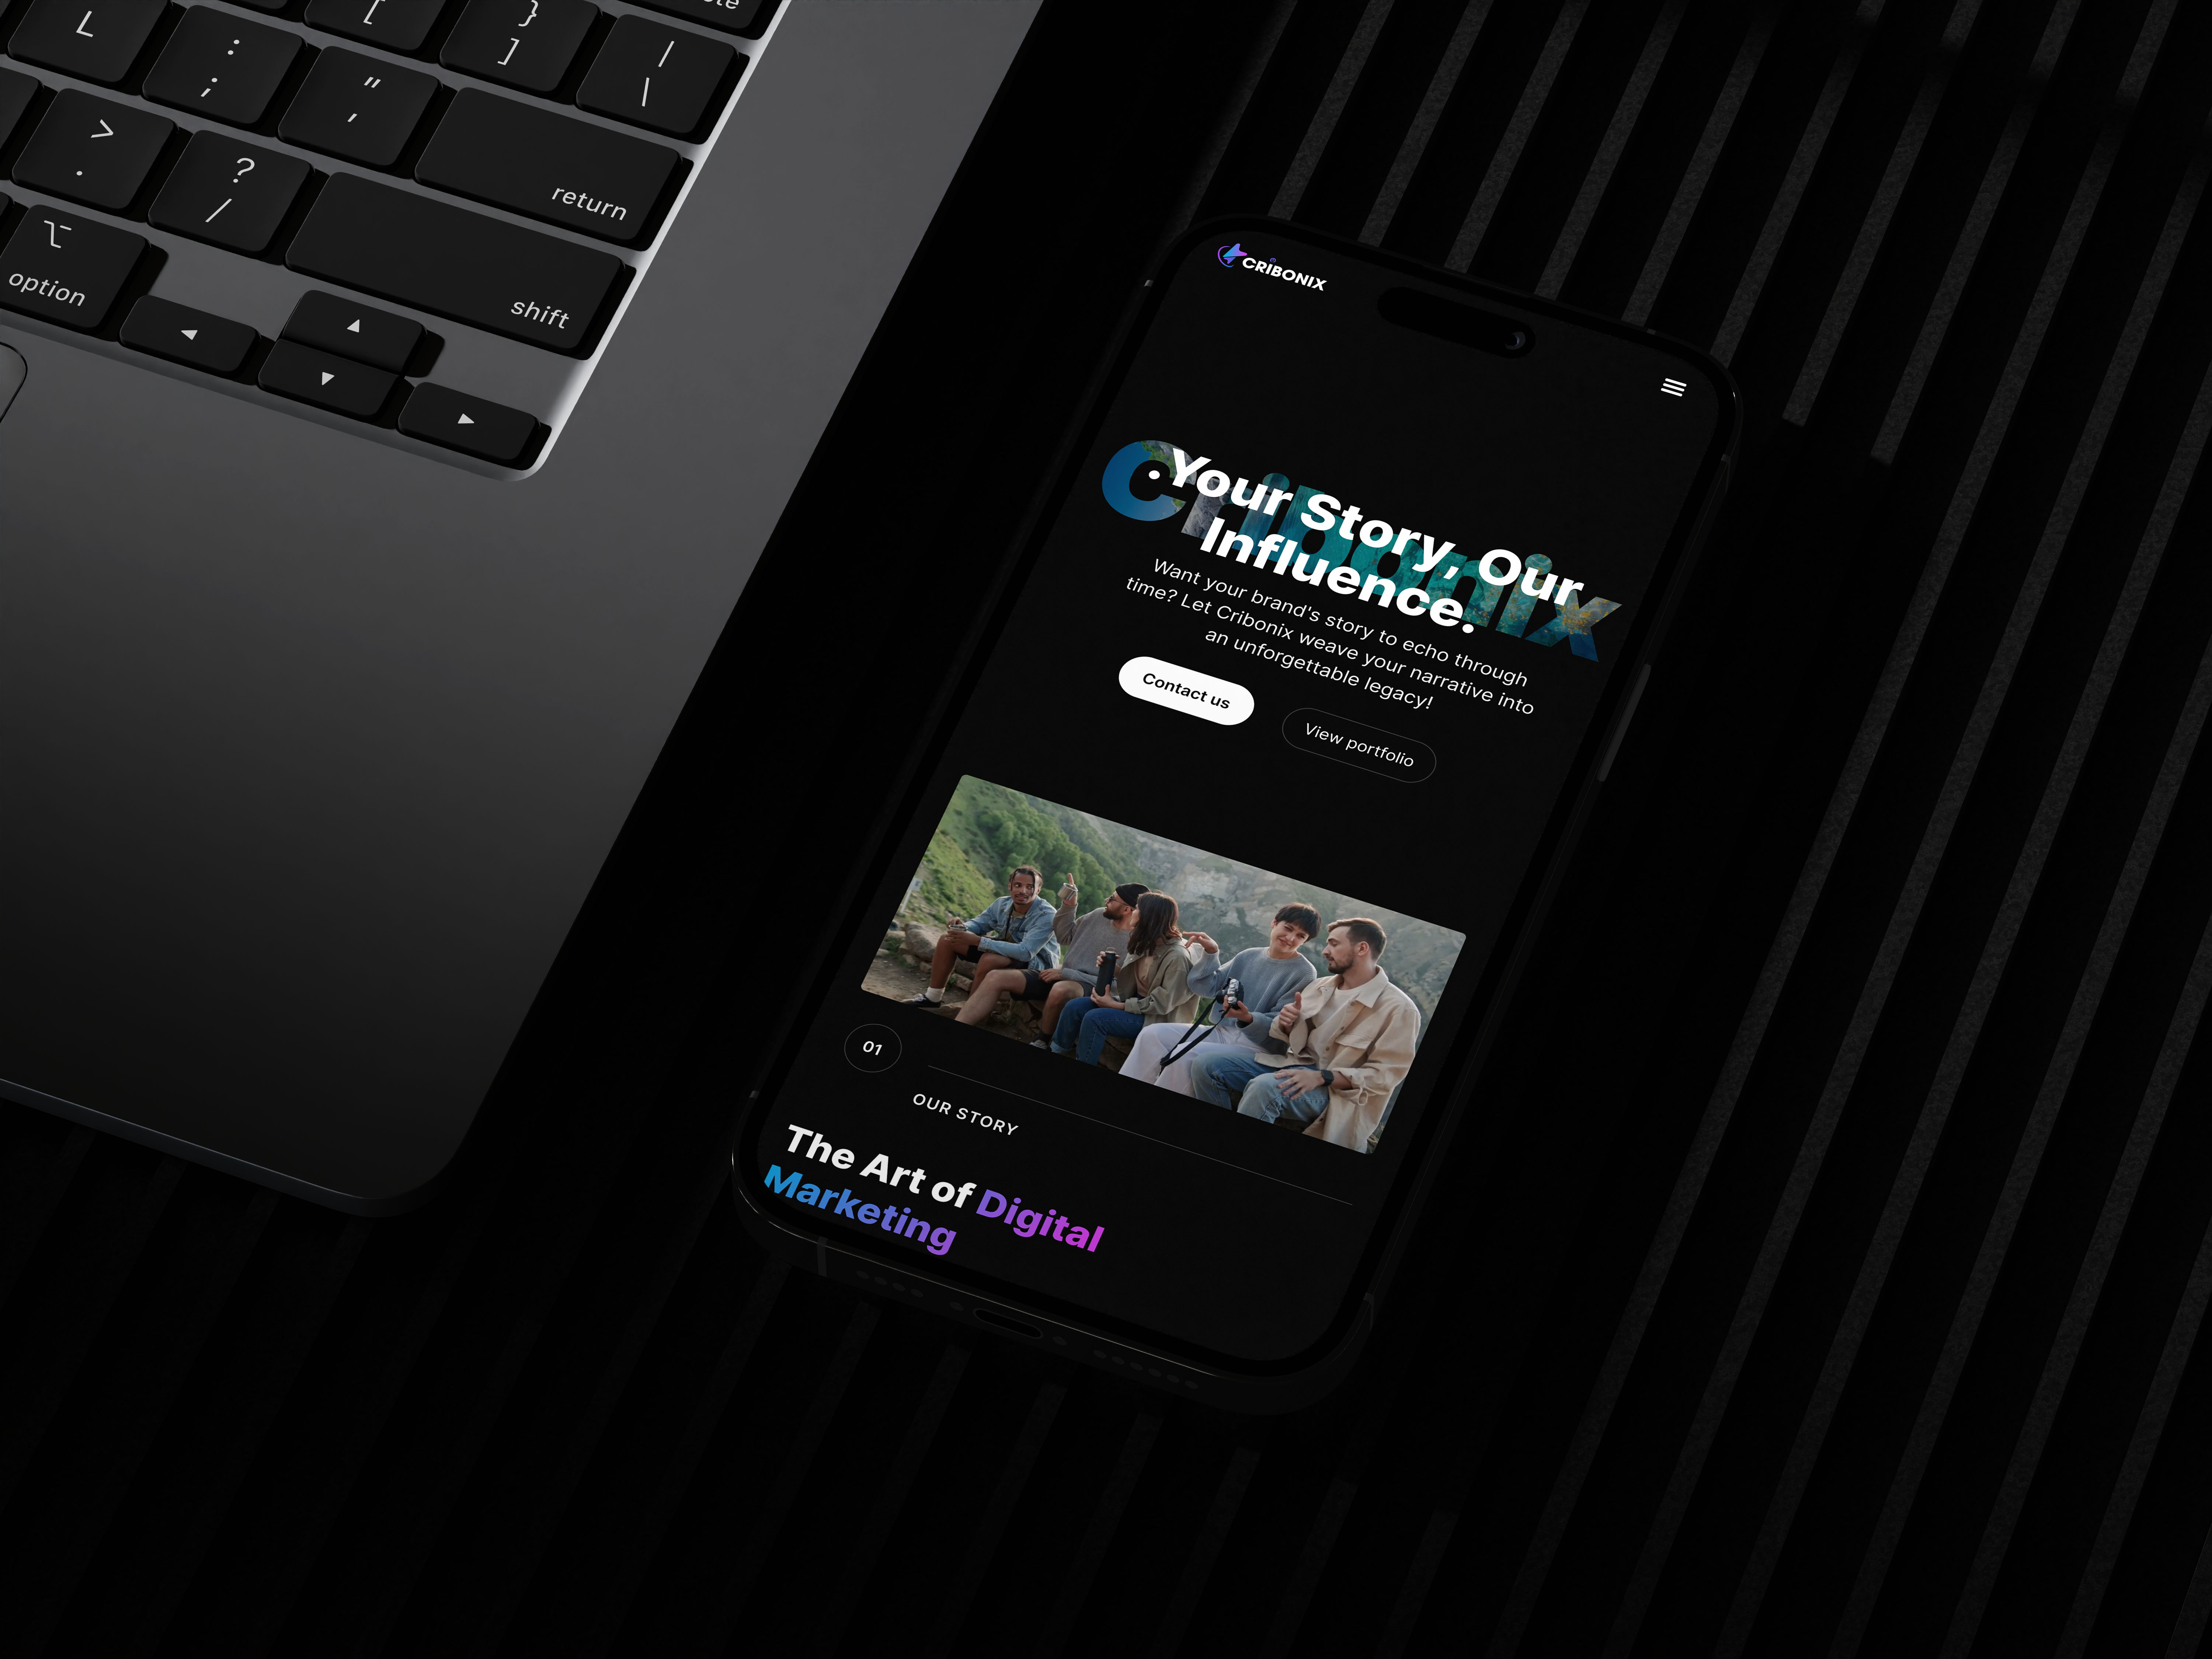 L
:
;
"
'
{
[
}
]
|
\
return
>
.
?
/
shift
option
CRIBONIX
Cribonix
·Your Story, Our
Influence.
Want your brand's story to echo through
time? Let Cribonix weave your narrative into
an unforgettable legacy!
Contact us
View portfolio
01
OUR STORY
The Art of Digital
Marketing